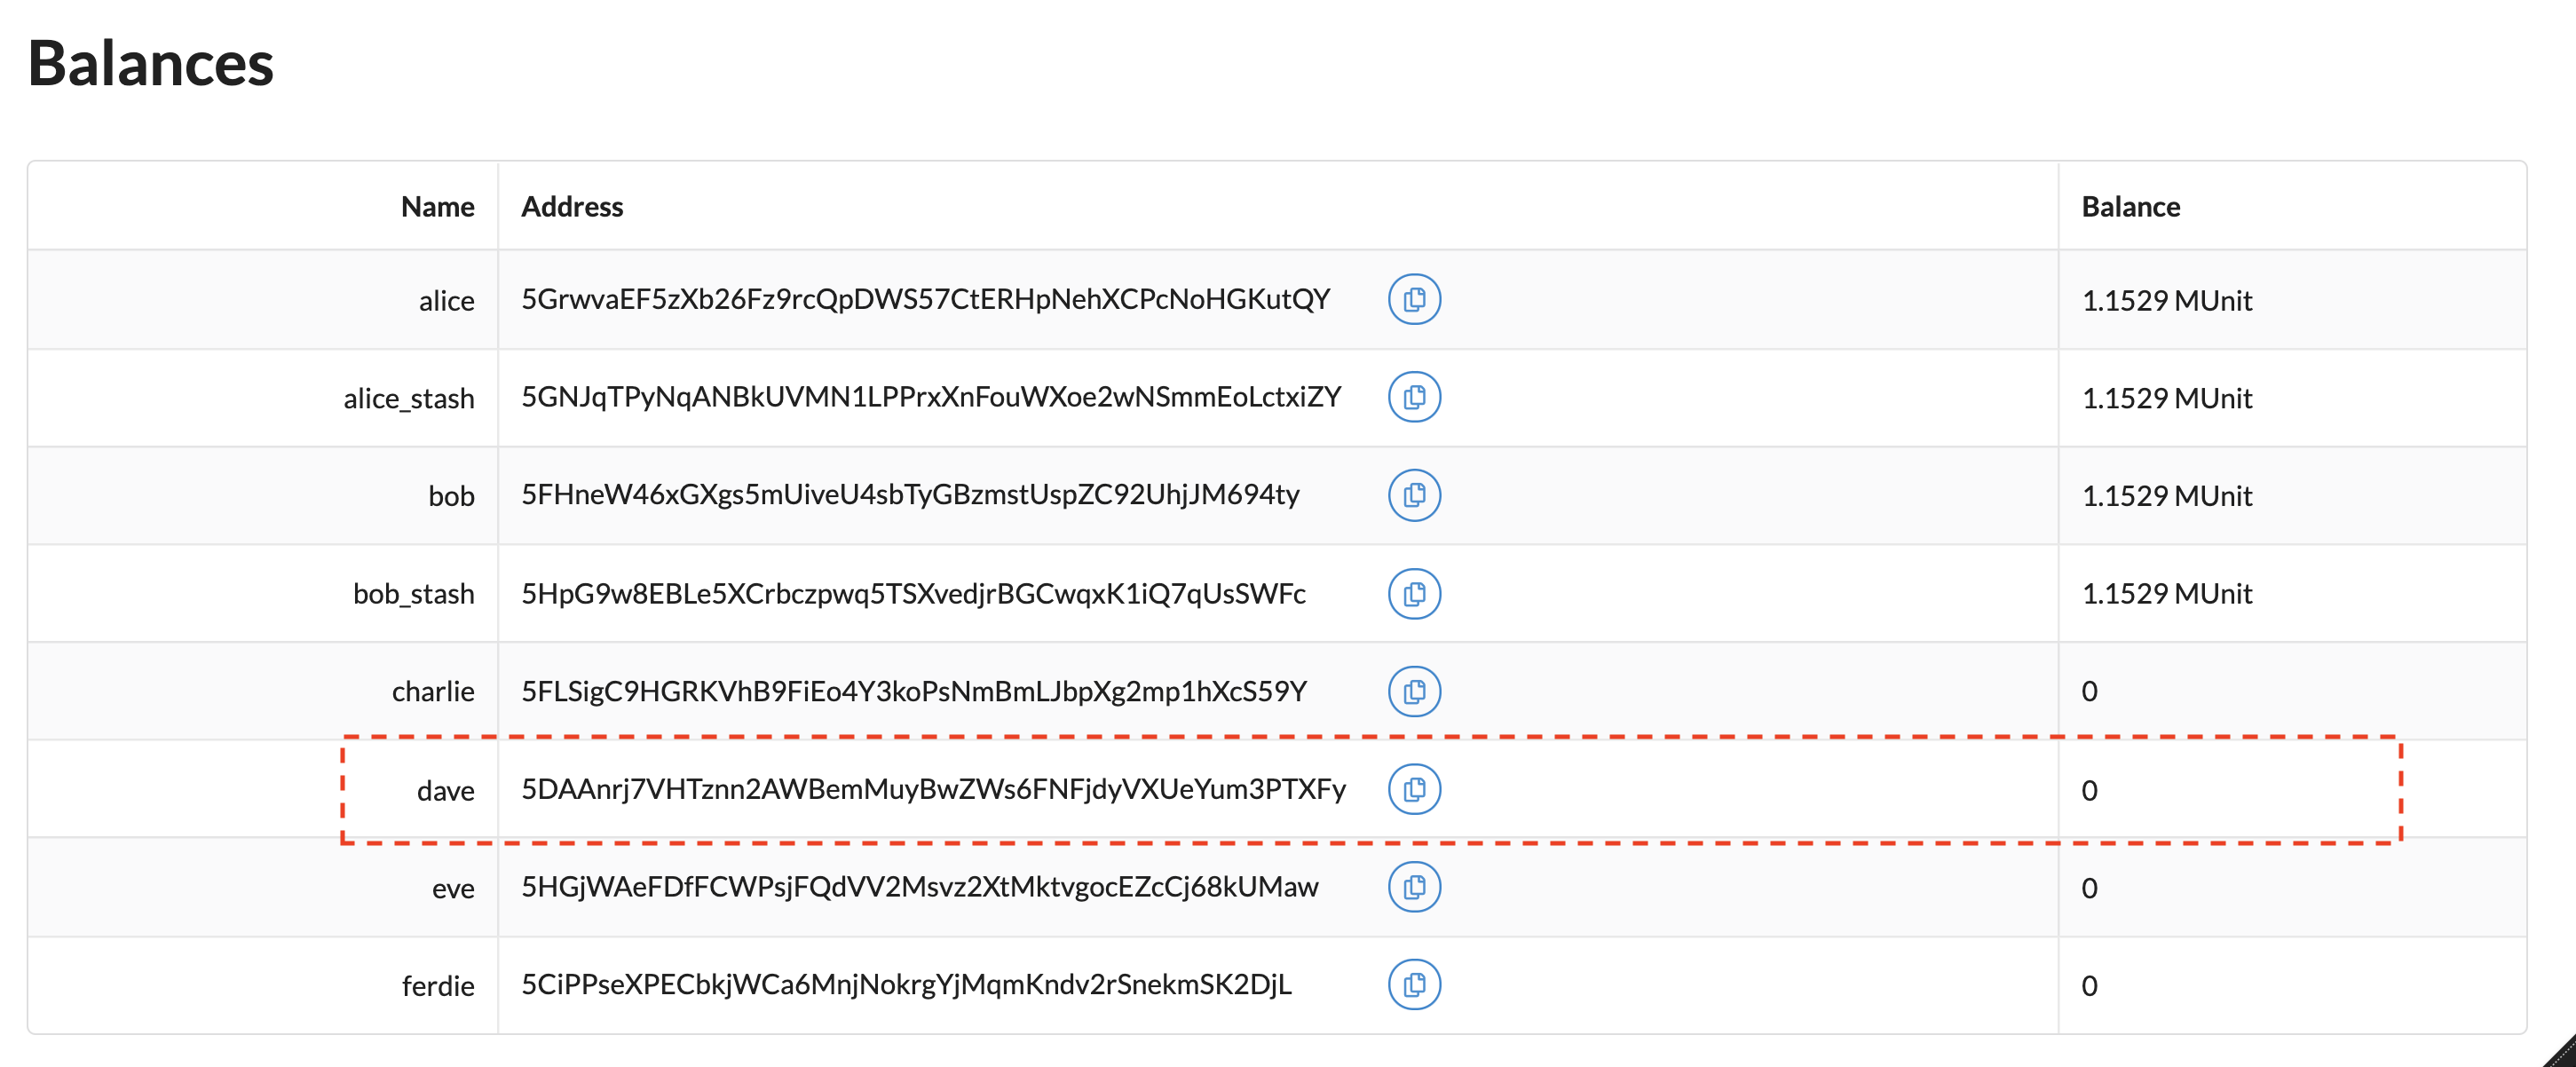 Balances
Name Address Balance
alice 5GrwvaEF5zXb26Fz9rcQpDWS57CtERHpNehXCPcNoHGKutQY 1.1529 MUnit
alice_stash 5GNJqTPyNqANBkUVMN1LPPrxXnFouWXoe2wNSmmEoLctxiZY 1.1529 MUnit
bob 5FHneW46xGXgs5mUiveU4sbTyGBzmstUspZC92UhjJM694ty 1.1529 MUnit
bob_stash 5HpG9w8EBLe5XCrbczpwq5TSXvedjrBGCwqxK1iQ7qUsSWFc 1.1529 MUnit
charlie 5FLSigC9HGRKVhB9FiEo4Y3koPsNmBmLJbpXg2mp1hXcS59Y 0
dave 5DAAnrj7VHTznn2AWBemMuyBwZWs6FNFjdyVXUeYum3PTXFy 0
eve 5HGjWAeFDfFCWPsjFQdVV2Msvz2XtMktvgocEZcCj68kUMaw 0
ferdie 5CiPPseXPECbkjWCa6MnjNokrgYjMqmKndv2rSnekmSK2DjL 0